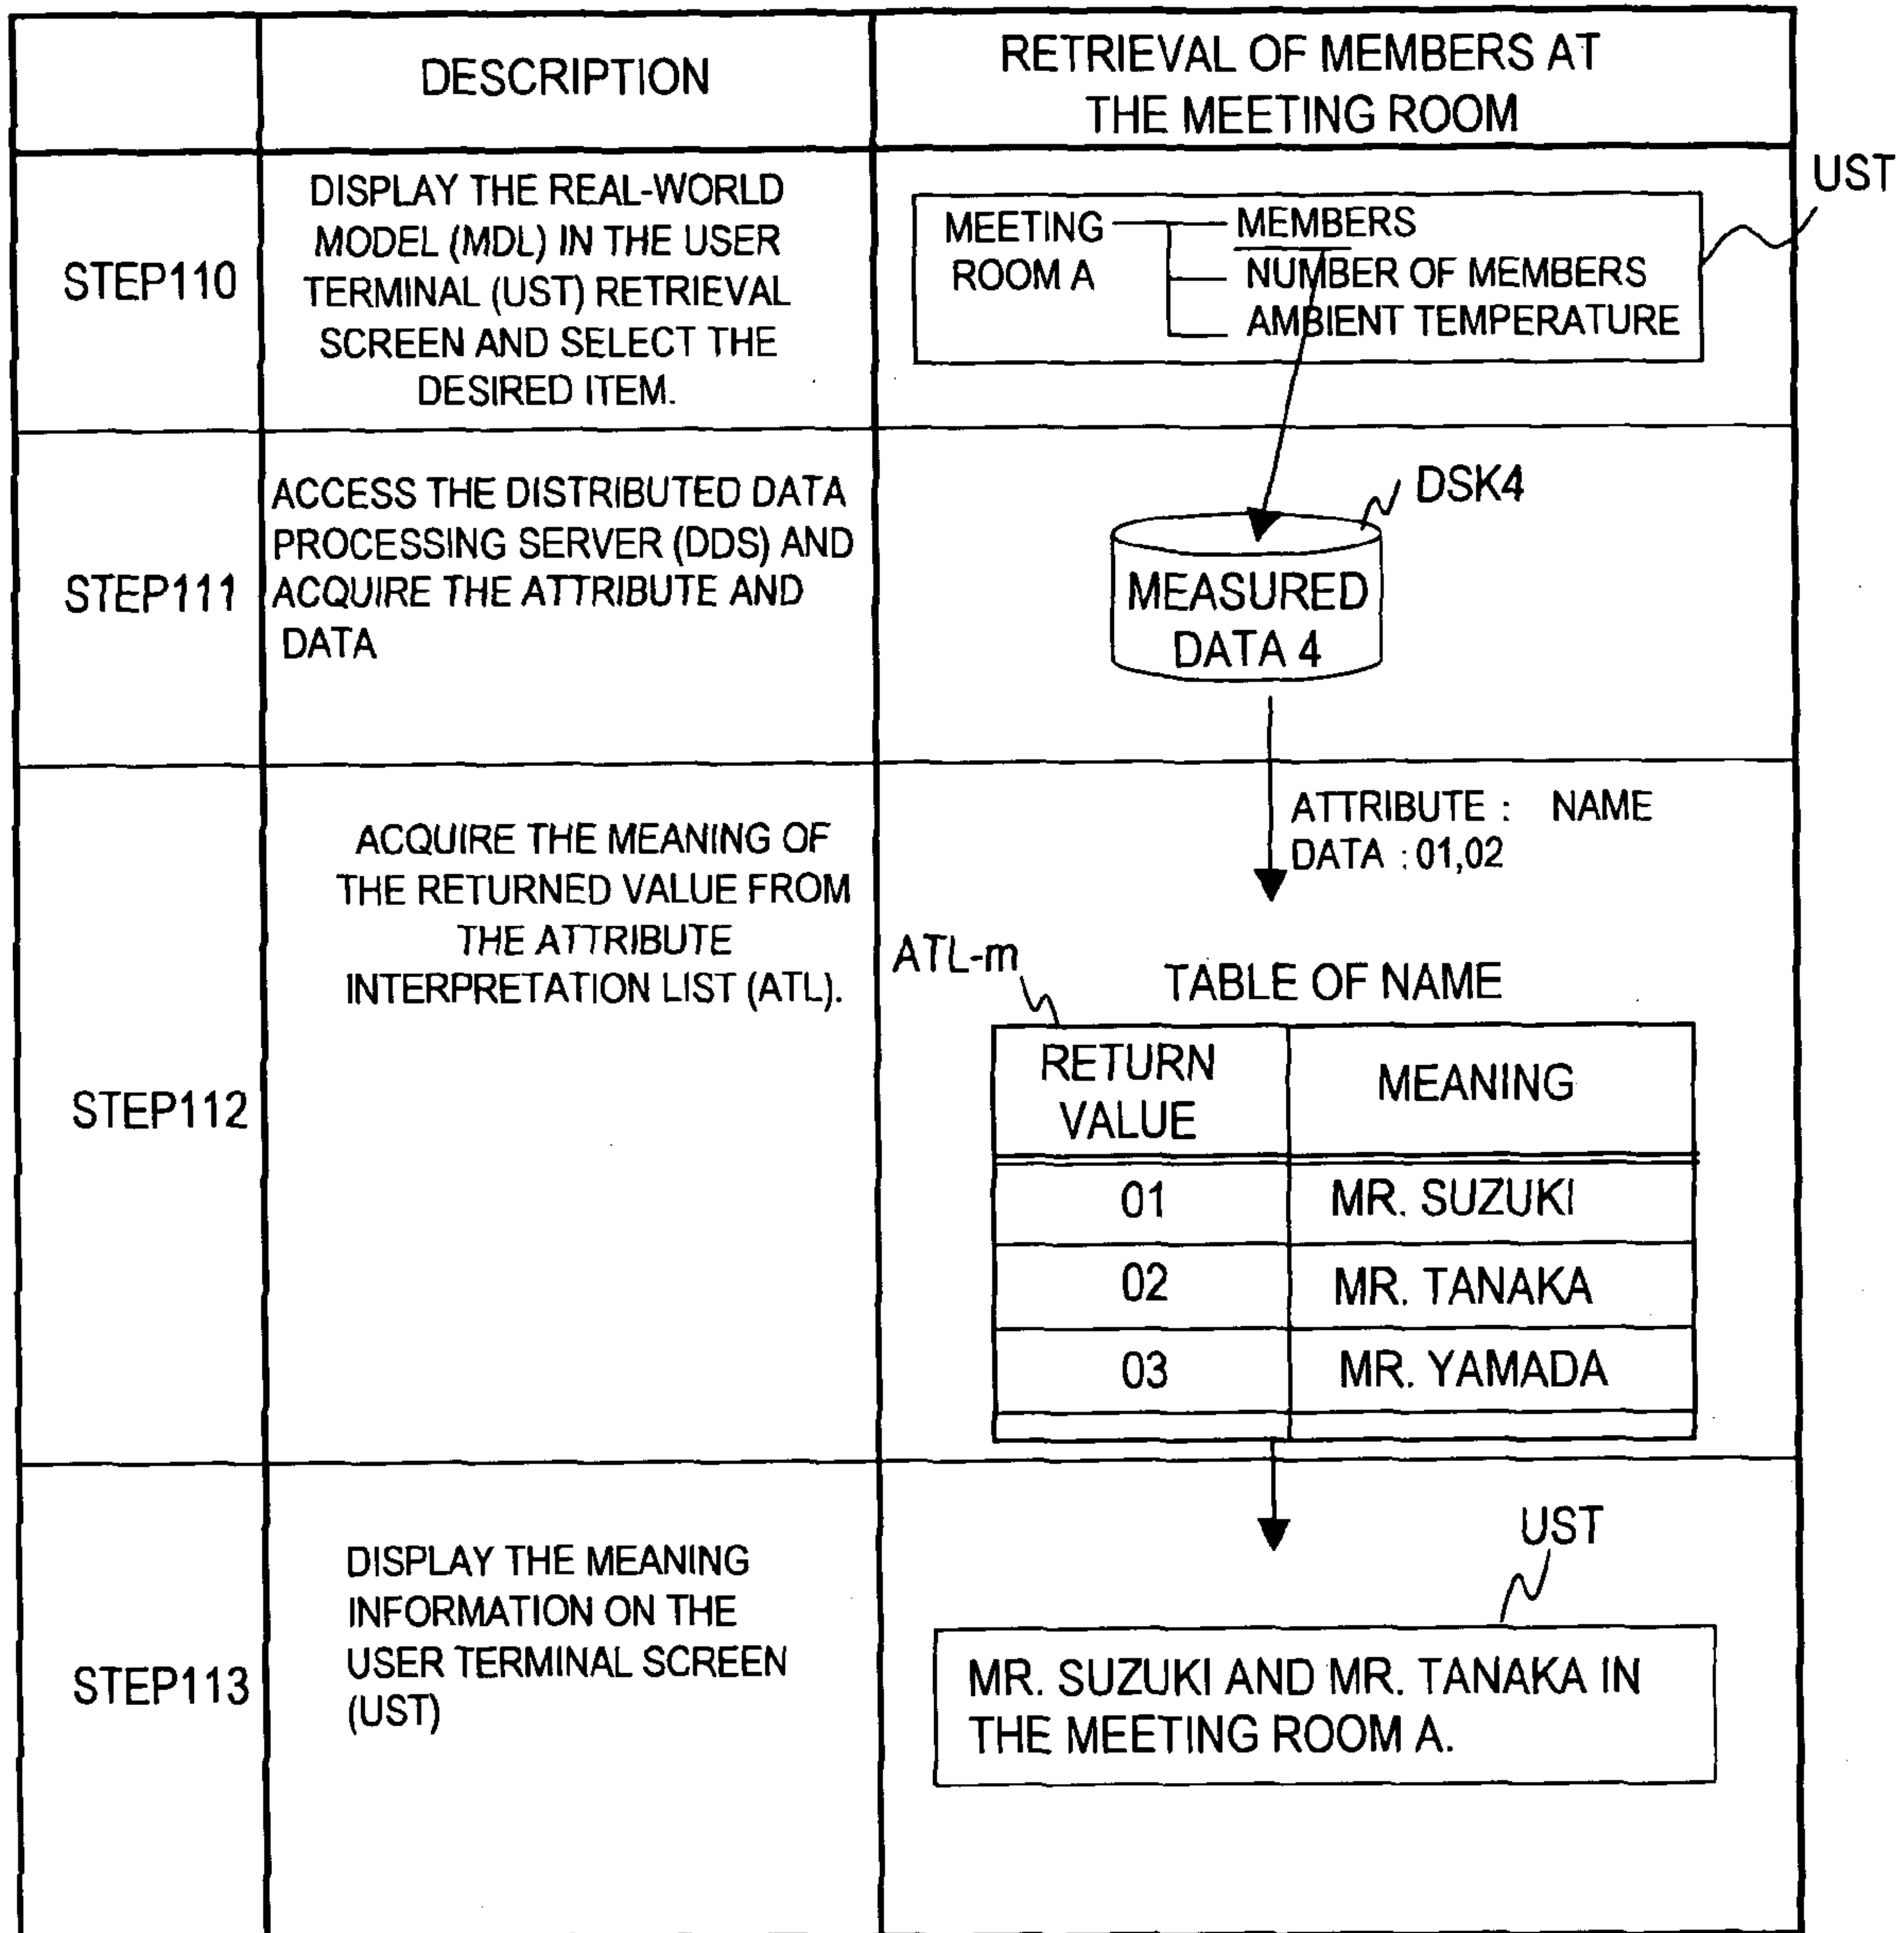 DESCRIPTION
RETRIEVAL OF MEMBERS AT
THE MEETING ROOM
STEP110
DISPLAY THE REAL-WORLD
MODEL (MDL) IN THE USER
TERMINAL (UST) RETRIEVAL
SCREEN AND SELECT THE
DESIRED ITEM.
UST
MEETING
ROOM A
MEMBERS
NUMBER OF MEMBERS
AMBIENT TEMPERATURE
STEP111
ACCESS THE DISTRIBUTED DATA
PROCESSING SERVER (DDS) AND
ACQUIRE THE ATTRIBUTE AND
DATA
DSK4
MEASURED
DATA 4
STEP112
ACQUIRE THE MEANING OF
THE RETURNED VALUE FROM
THE ATTRIBUTE
INTERPRETATION LIST (ATL).
ATTRIBUTE : NAME
DATA : 01,02
ATL-m
TABLE OF NAME
RETURN
VALUE
MEANING
01 MR. SUZUKI
02 MR. TANAKA
03 MR. YAMADA
STEP113
DISPLAY THE MEANING
INFORMATION ON THE
USER TERMINAL SCREEN
(UST)
UST
MR. SUZUKI AND MR. TANAKA IN
THE MEETING ROOM A.